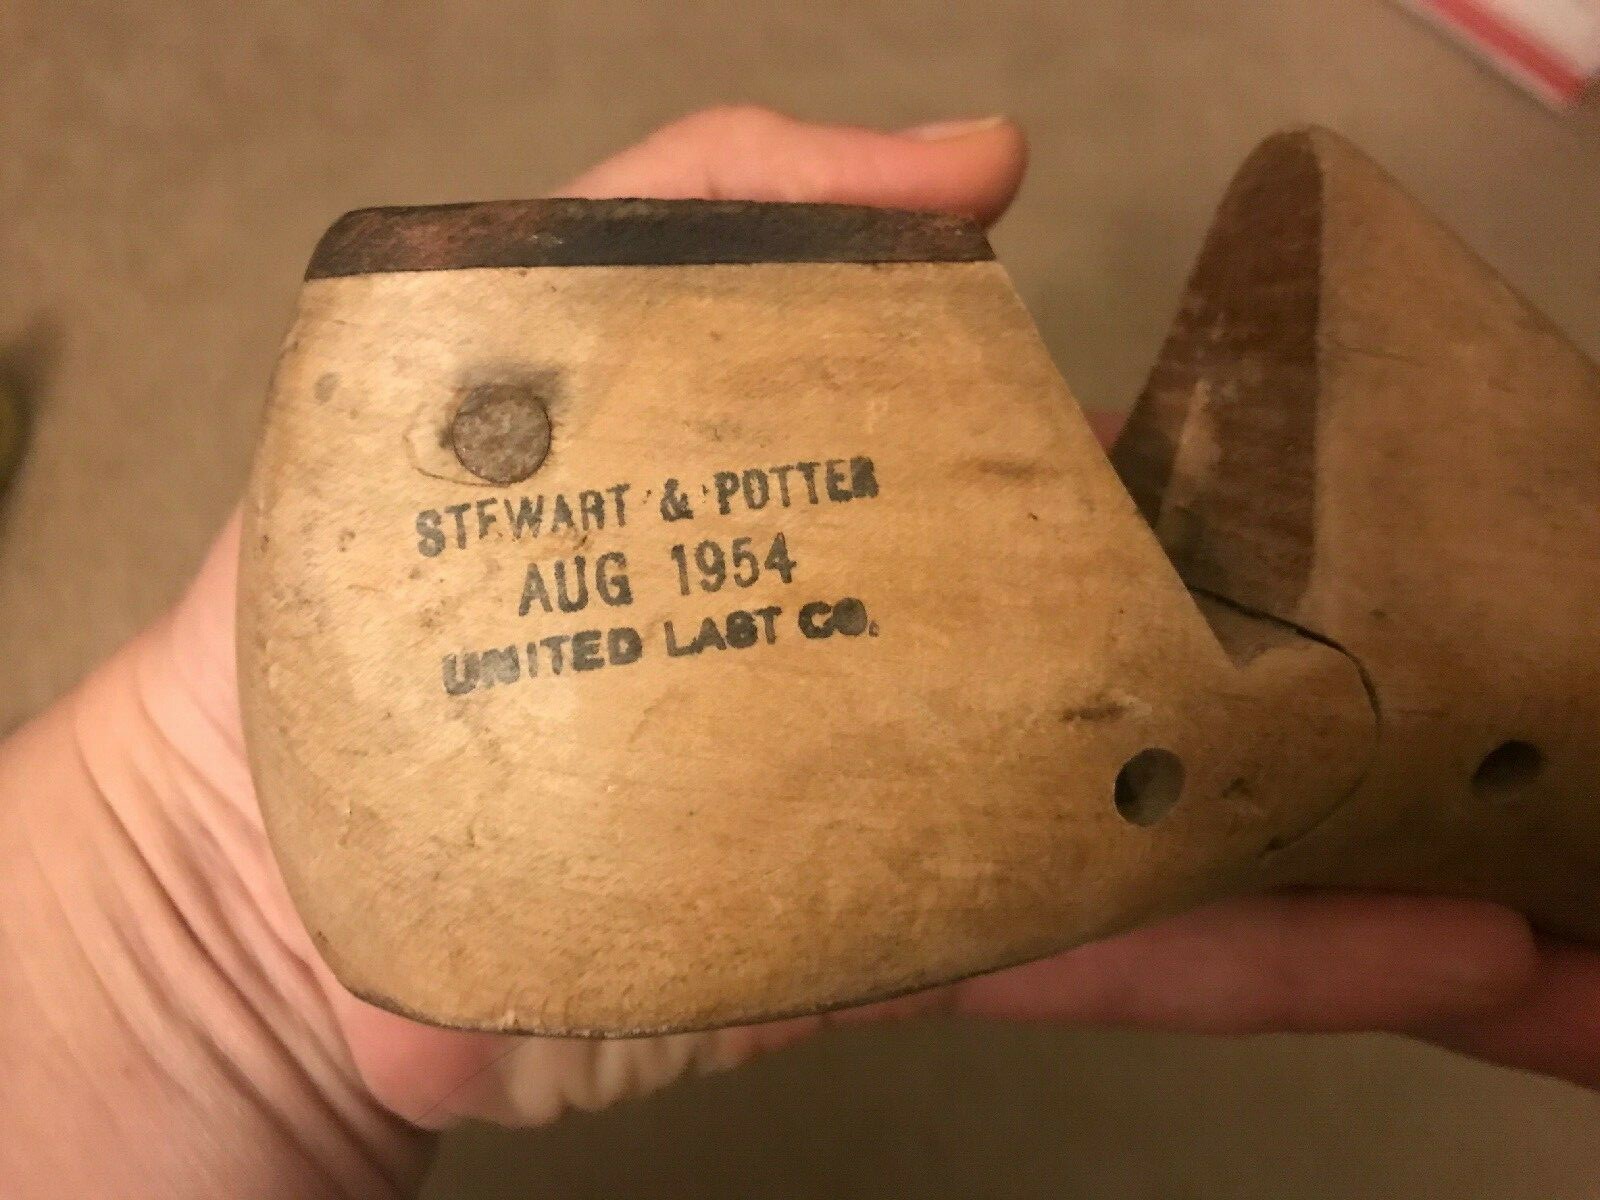 STEWART & POTTER
AUG 1954
UNITED LAST CO.